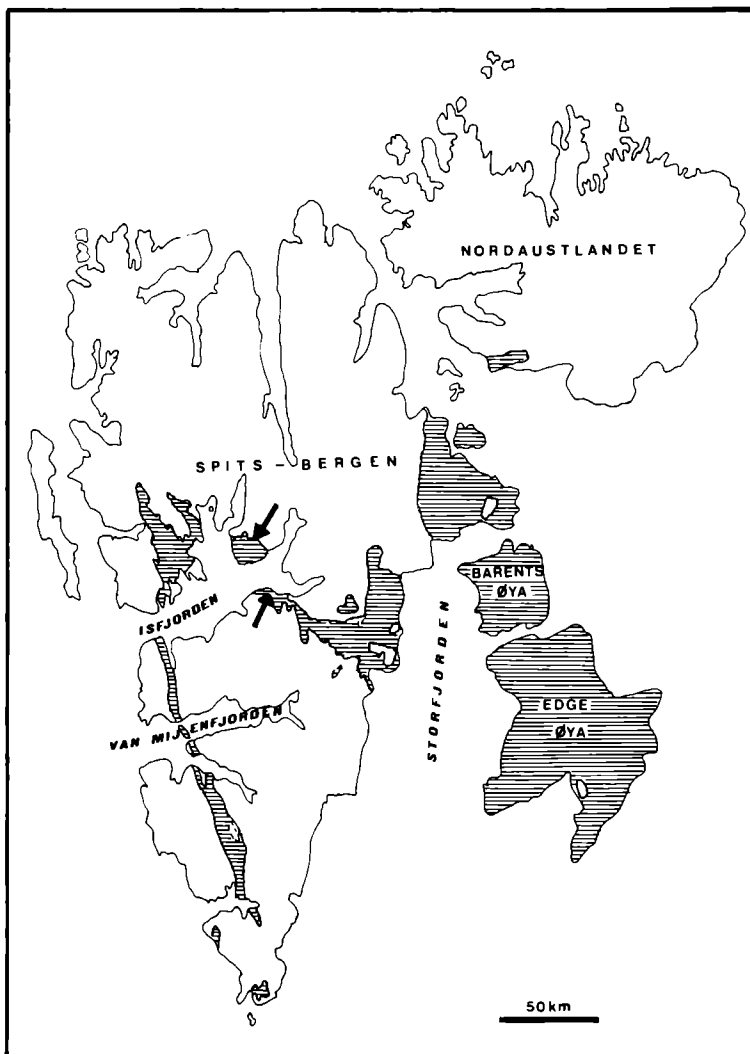 NORDAUSTLANDET
SPITS - BERGEN
BARENTS
ØYA
ISFJORDEN
STORFJORDEN
EDGE
ØYA
VAN MIJENFJORDEN
50km